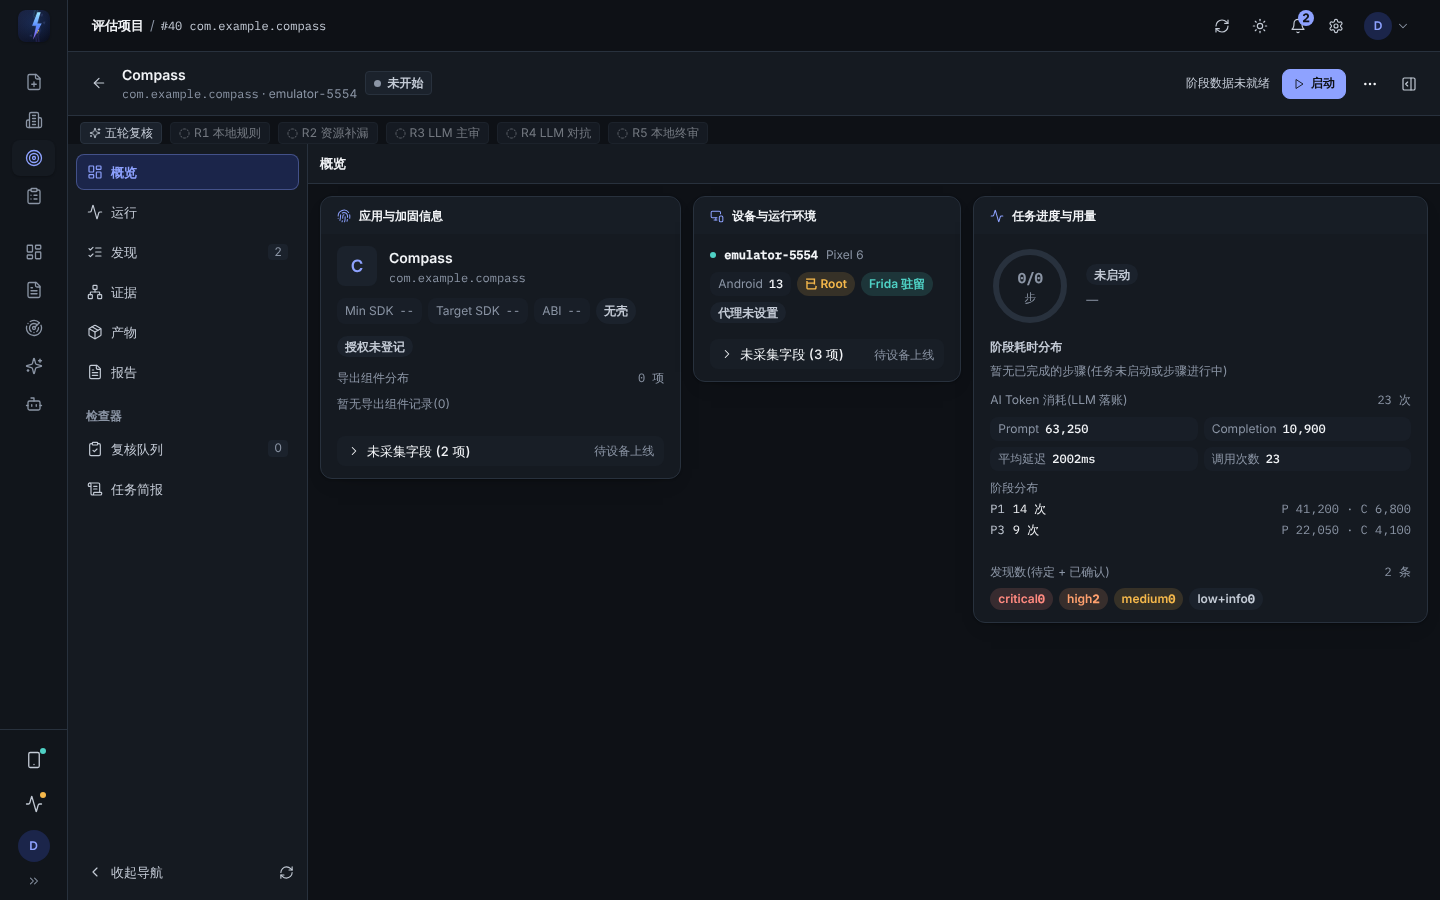 评估项目 / #40 com.example.compass
2
D
Compass
com.example.compass · emulator-5554
未开始
阶段数据未就绪
启动
五轮复核
R1 本地规则
R2 资源补漏
R3 LLM 主审
R4 LLM 对抗
R5 本地终审
概览
运行
发现 2
证据
产物
报告
检查器
复核队列 0
任务简报
收起导航
D
概览
应用与加固信息
C
Compass
com.example.compass
Min SDK --
Target SDK --
ABI --
无壳
授权未登记
导出组件分布 0 项
暂无导出组件记录(0)
未采集字段 (2 项) 待设备上线
设备与运行环境
emulator-5554 Pixel 6
Android 13
已 Root
Frida 驻留
代理未设置
未采集字段 (3 项) 待设备上线
任务进度与用量
0/0
步
未启动
—
阶段耗时分布
暂无已完成的步骤(任务未启动或步骤进行中)
AI Token 消耗(LLM 落账) 23 次
Prompt 63,250
Completion 10,900
平均延迟 2002ms
调用次数 23
阶段分布
P1 14 次 P 41,200 · C 6,800
P3 9 次 P 22,050 · C 4,100
发现数(待定 + 已确认) 2 条
critical0
high2
medium0
low+info0